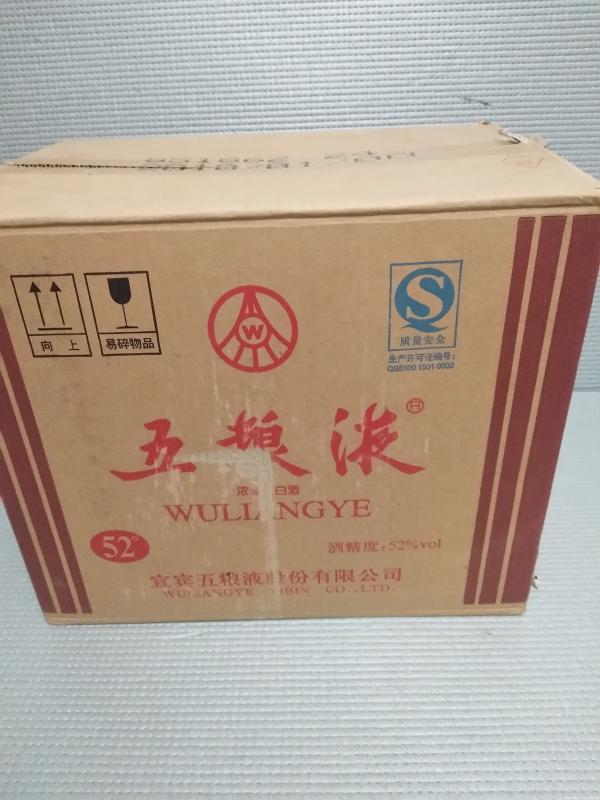 向 上
易碎物品
W
S
质量安全
生产许可证编号:
QS5100 1501 0002
五粮液®
浓 白酒
WULIANGYE
52°
酒精度:52%vol
宜宾五粮液股份有限公司
WULIANGYE YIBIN CO.,LTD.